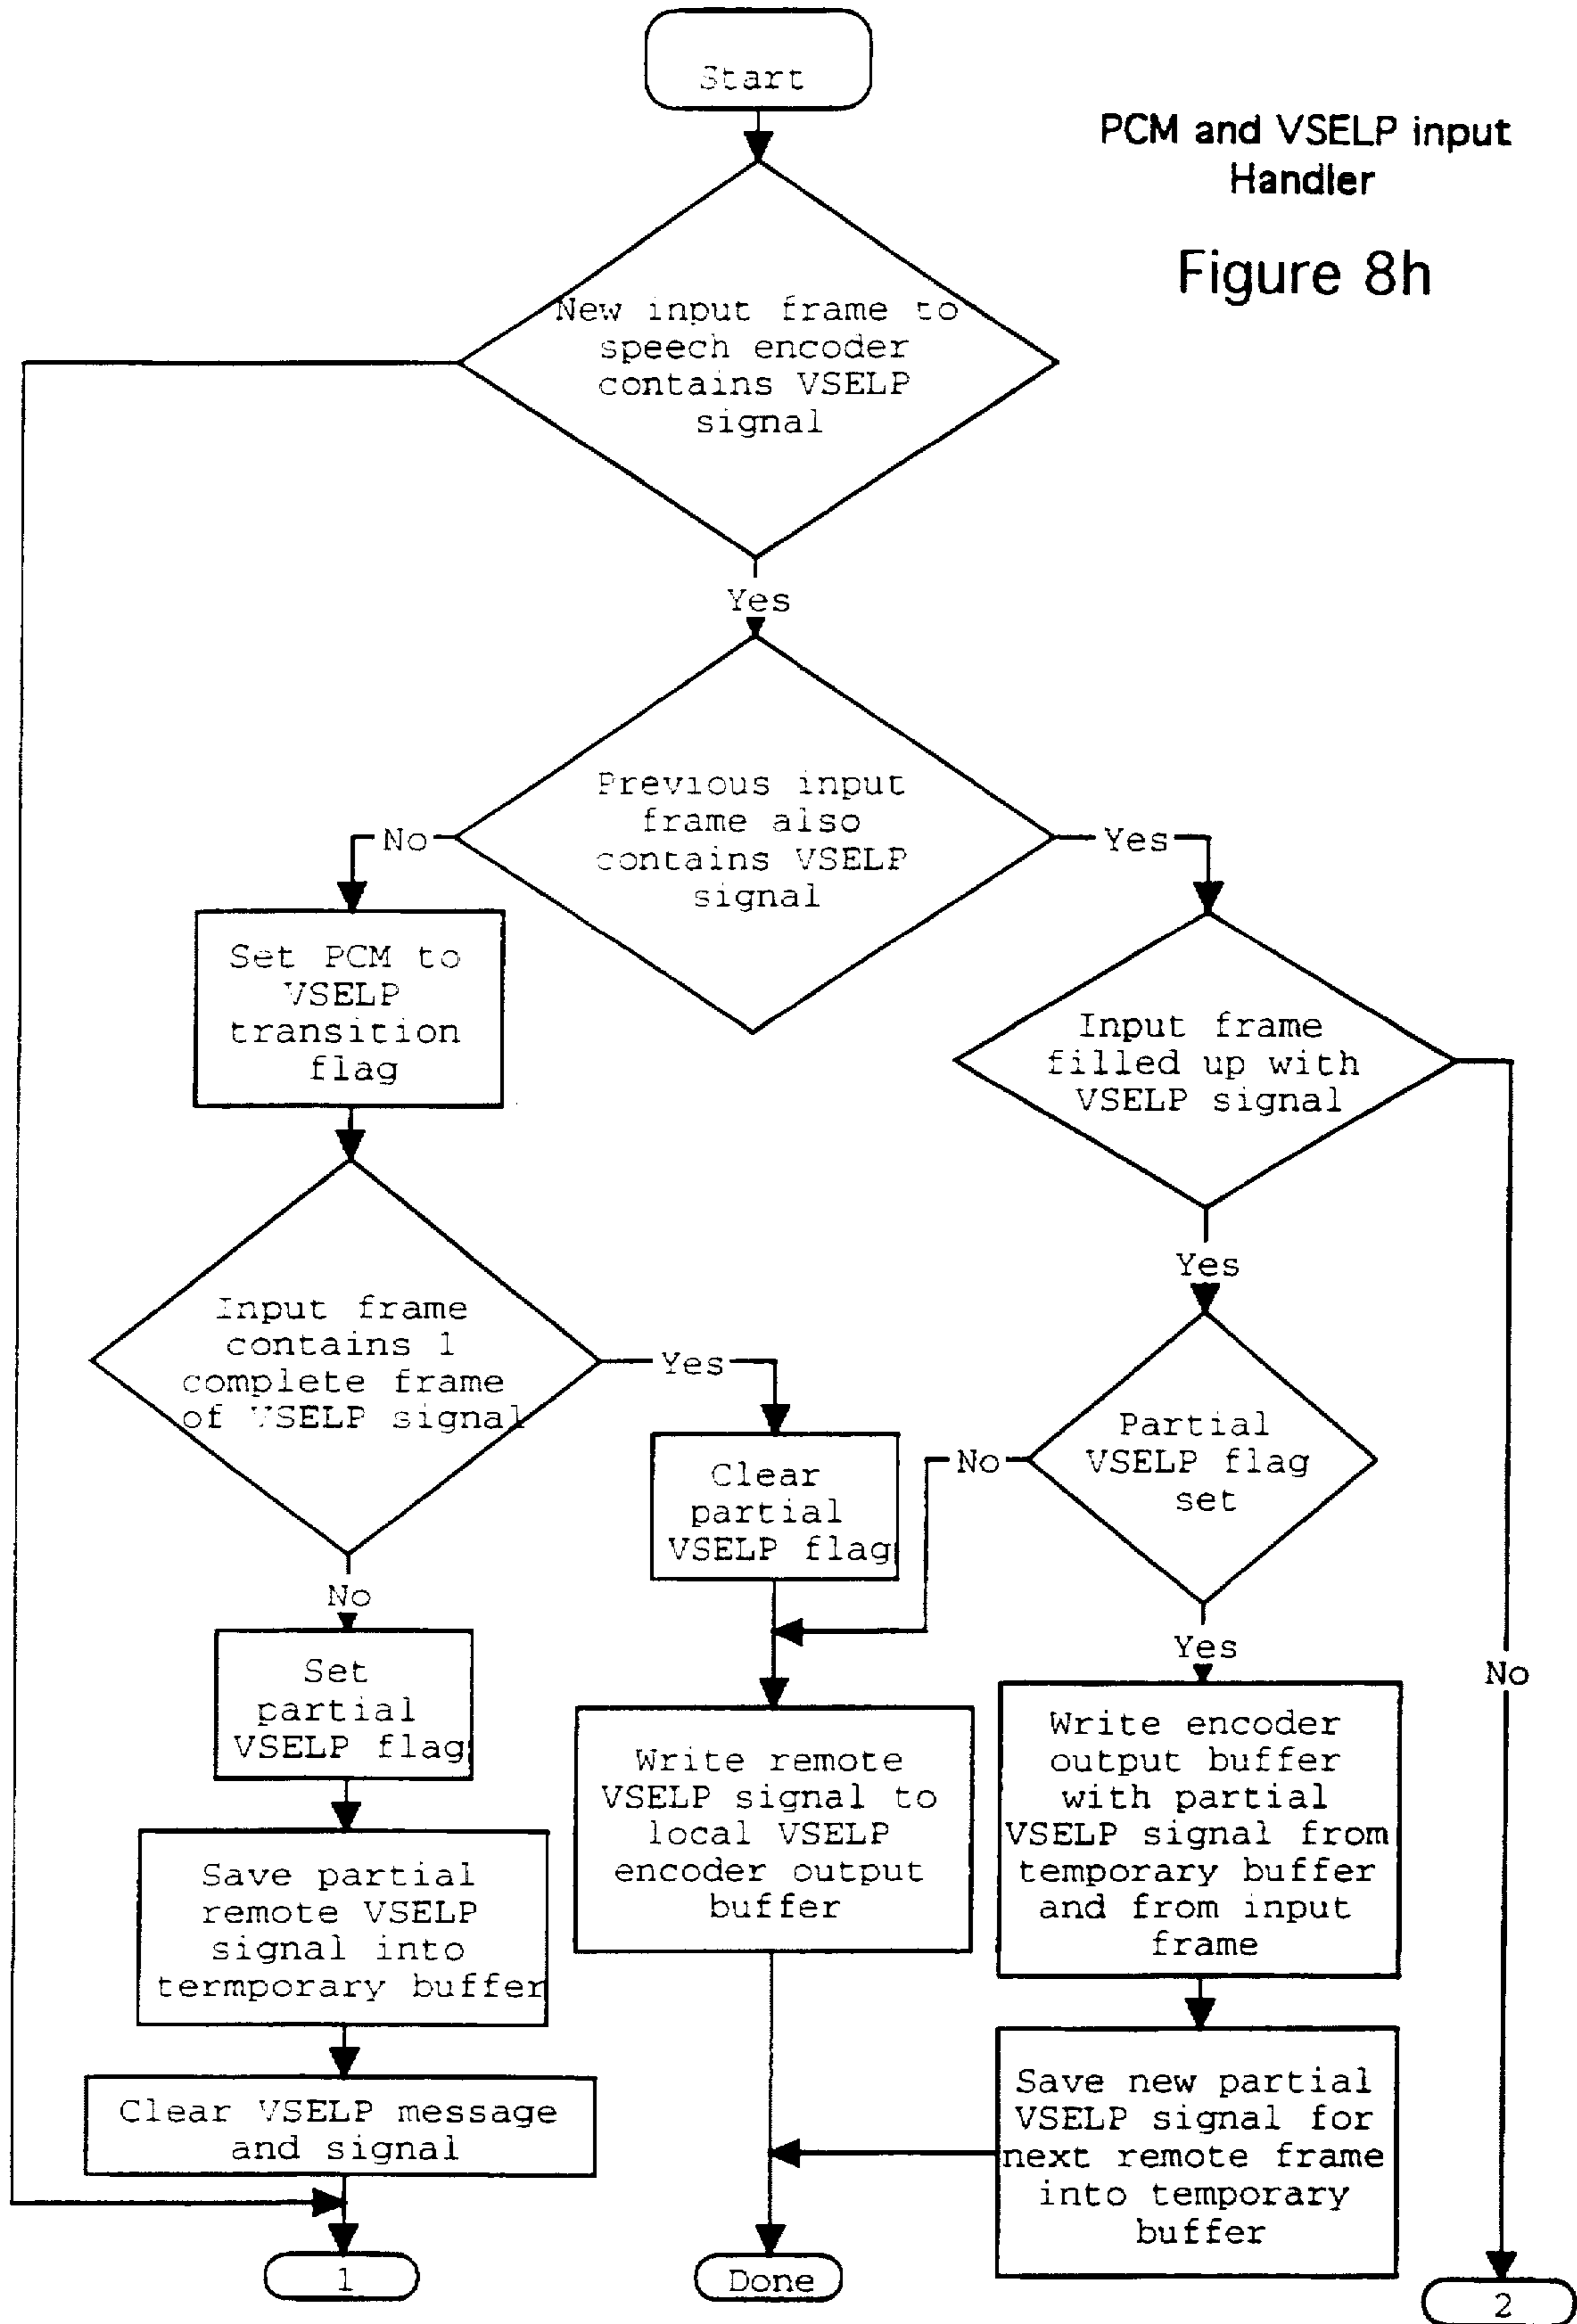 Start
PCM and VSELP input
Handler
Figure 8h
New input frame to
speech encoder
contains VSELP
signal
Yes
Previous input
frame also
contains VSELP
signal
No
Yes
Set PCM to
VSELP
transition
flag
Input frame
filled up with
VSELP signal
Yes
Input frame
contains 1
complete frame
of VSELP signal
Yes
Clear
partial
VSELP flag
No
Partial
VSELP flag
set
No
Yes
No
Set
partial
VSELP flag
Write remote
VSELP signal to
local VSELP
encoder output
buffer
Write encoder
output buffer
with partial
VSELP signal from
temporary buffer
and from input
frame
Save partial
remote VSELP
signal into
termporary buffer
Clear VSELP message
and signal
Save new partial
VSELP signal for
next remote frame
into temporary
buffer
1
Done
2